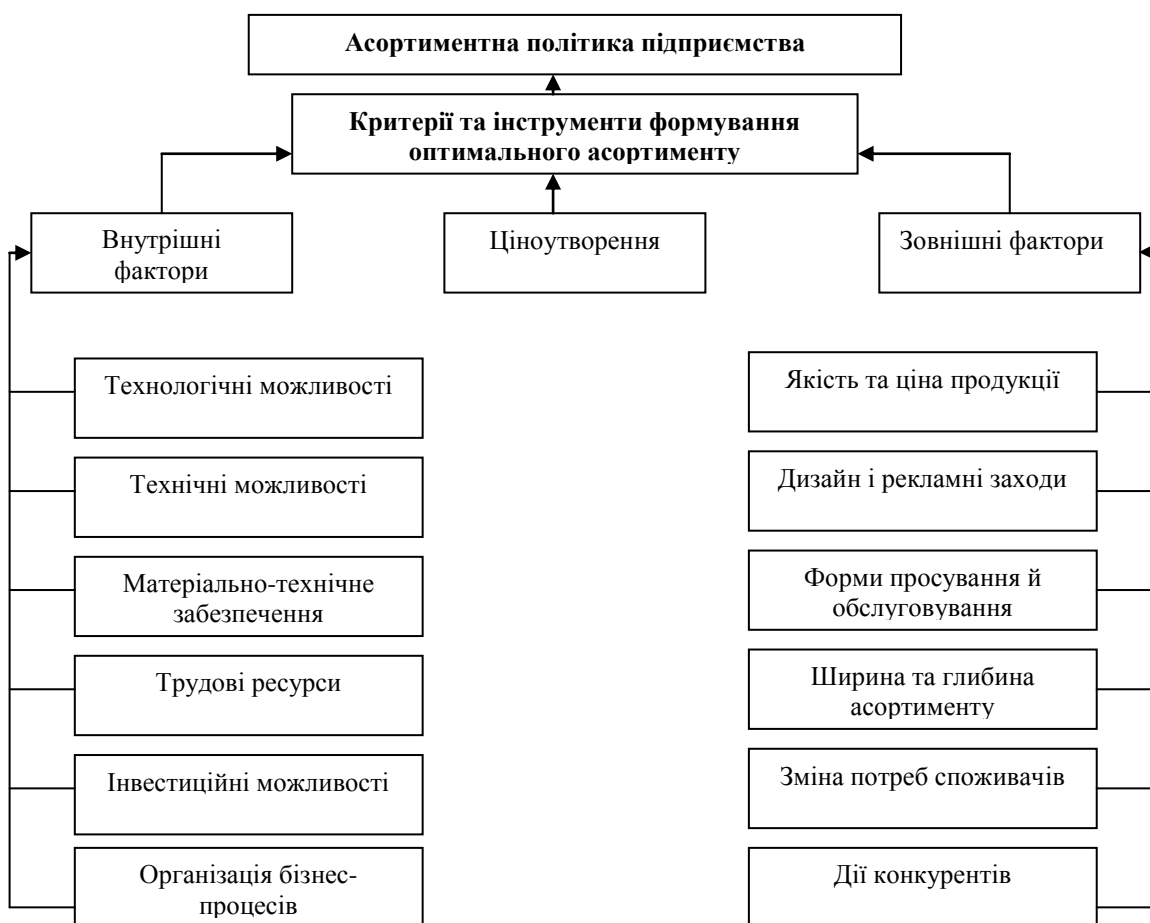 Асортиментна політика підприємства
Критерії та інструменти формування
оптимального асортименту
Внутрішні
фактори
Ціноутворення
Зовнішні фактори
Технологічні можливості
Технічні можливості
Матеріально-технічне
забезпечення
Трудові ресурси
Інвестиційні можливості
Організація бізнес-
процесів
Якість та ціна продукції
Дизайн і рекламні заходи
Форми просування й
обслуговування
Ширина та глибина
асортименту
Зміна потреб споживачів
Дії конкурентів